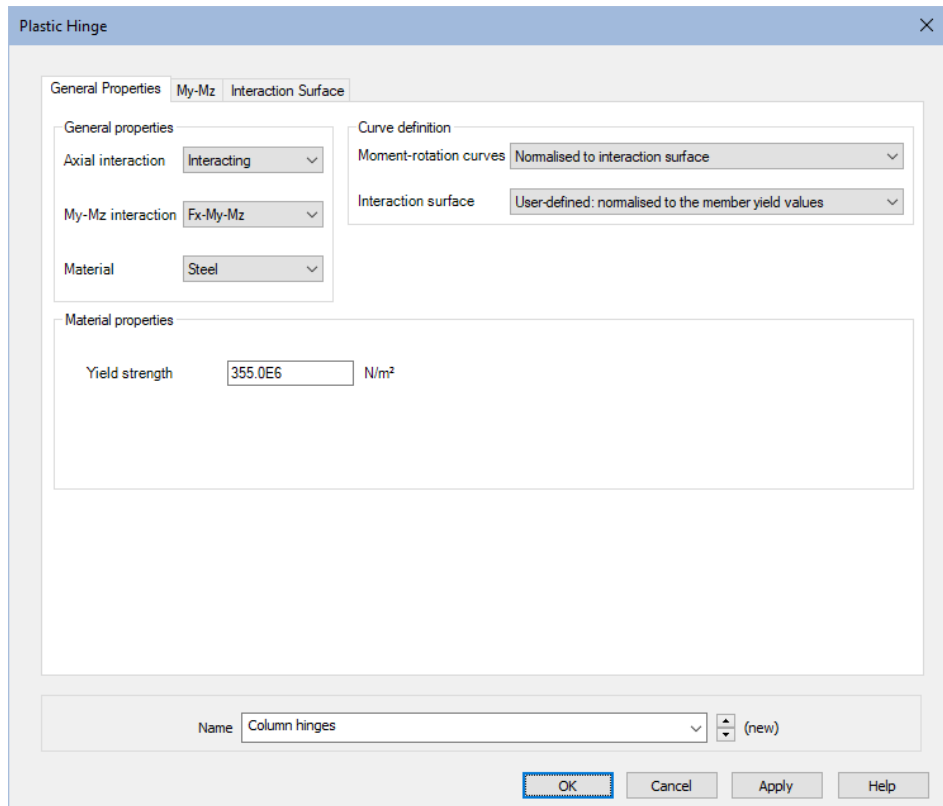 Plastic Hinge
General Properties My-Mz Interaction Surface
General properties
Axial interaction Interacting
My-Mz interaction Fx-My-Mz
Material Steel
Curve definition
Moment-rotation curves Normalised to interaction surface
Interaction surface User-defined: normalised to the member yield values
Material properties
Yield strength 355.0E6 N/m²
Name Column hinges (new)
OK Cancel Apply Help